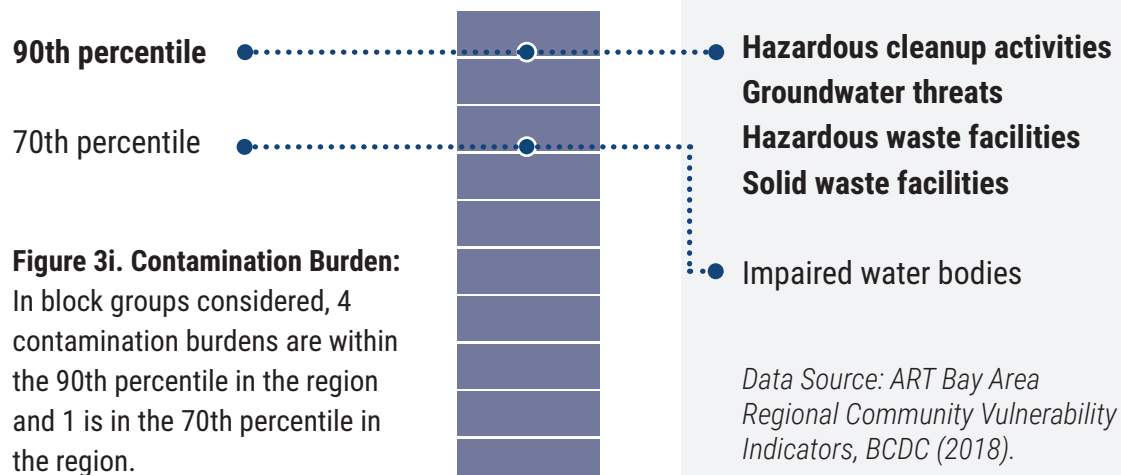 90th percentile
70th percentile
Figure 3i. Contamination Burden:
In block groups considered, 4
contamination burdens are within
the 90th percentile in the region
and 1 is in the 70th percentile in
the region.
Hazardous cleanup activities
Groundwater threats
Hazardous waste facilities
Solid waste facilities
Impaired water bodies
Data Source: ART Bay Area
Regional Community Vulnerability
Indicators, BCDC (2018).